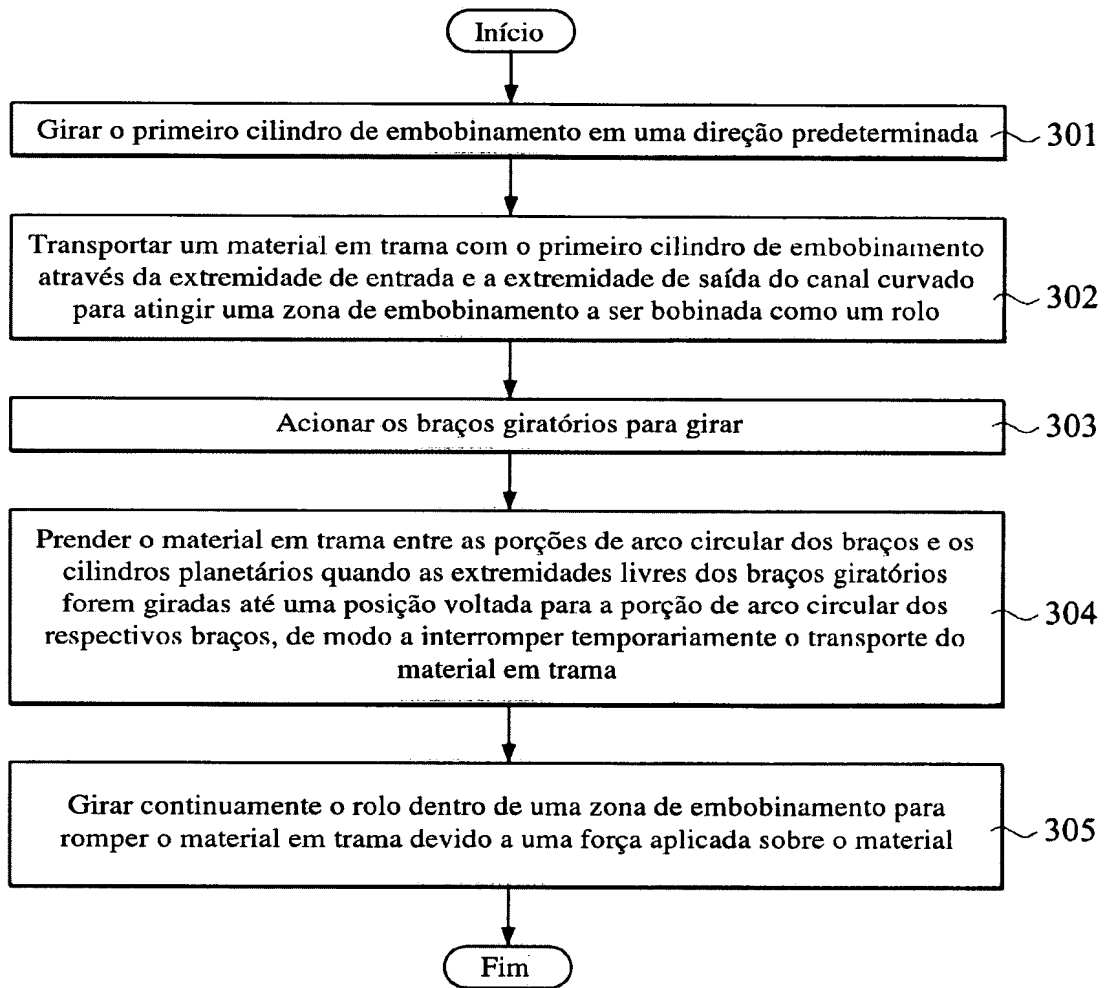 Início
Girar o primeiro cilindro de embobinamento em uma direção predeterminada
301
Transportar um material em trama com o primeiro cilindro de embobinamento
através da extremidade de entrada e a extremidade de saída do canal curvado
para atingir uma zona de embobinamento a ser bobinada como um rolo
302
Acionar os braços giratórios para girar
303
Prender o material em trama entre as porções de arco circular dos braços e os
cilindros planetários quando as extremidades livres dos braços giratórios
forem giradas até uma posição voltada para a porção de arco circular dos
respectivos braços, de modo a interromper temporariamente o transporte do
material em trama
304
Girar continuamente o rolo dentro de uma zona de embobinamento para
romper o material em trama devido a uma força aplicada sobre o material
305
Fim